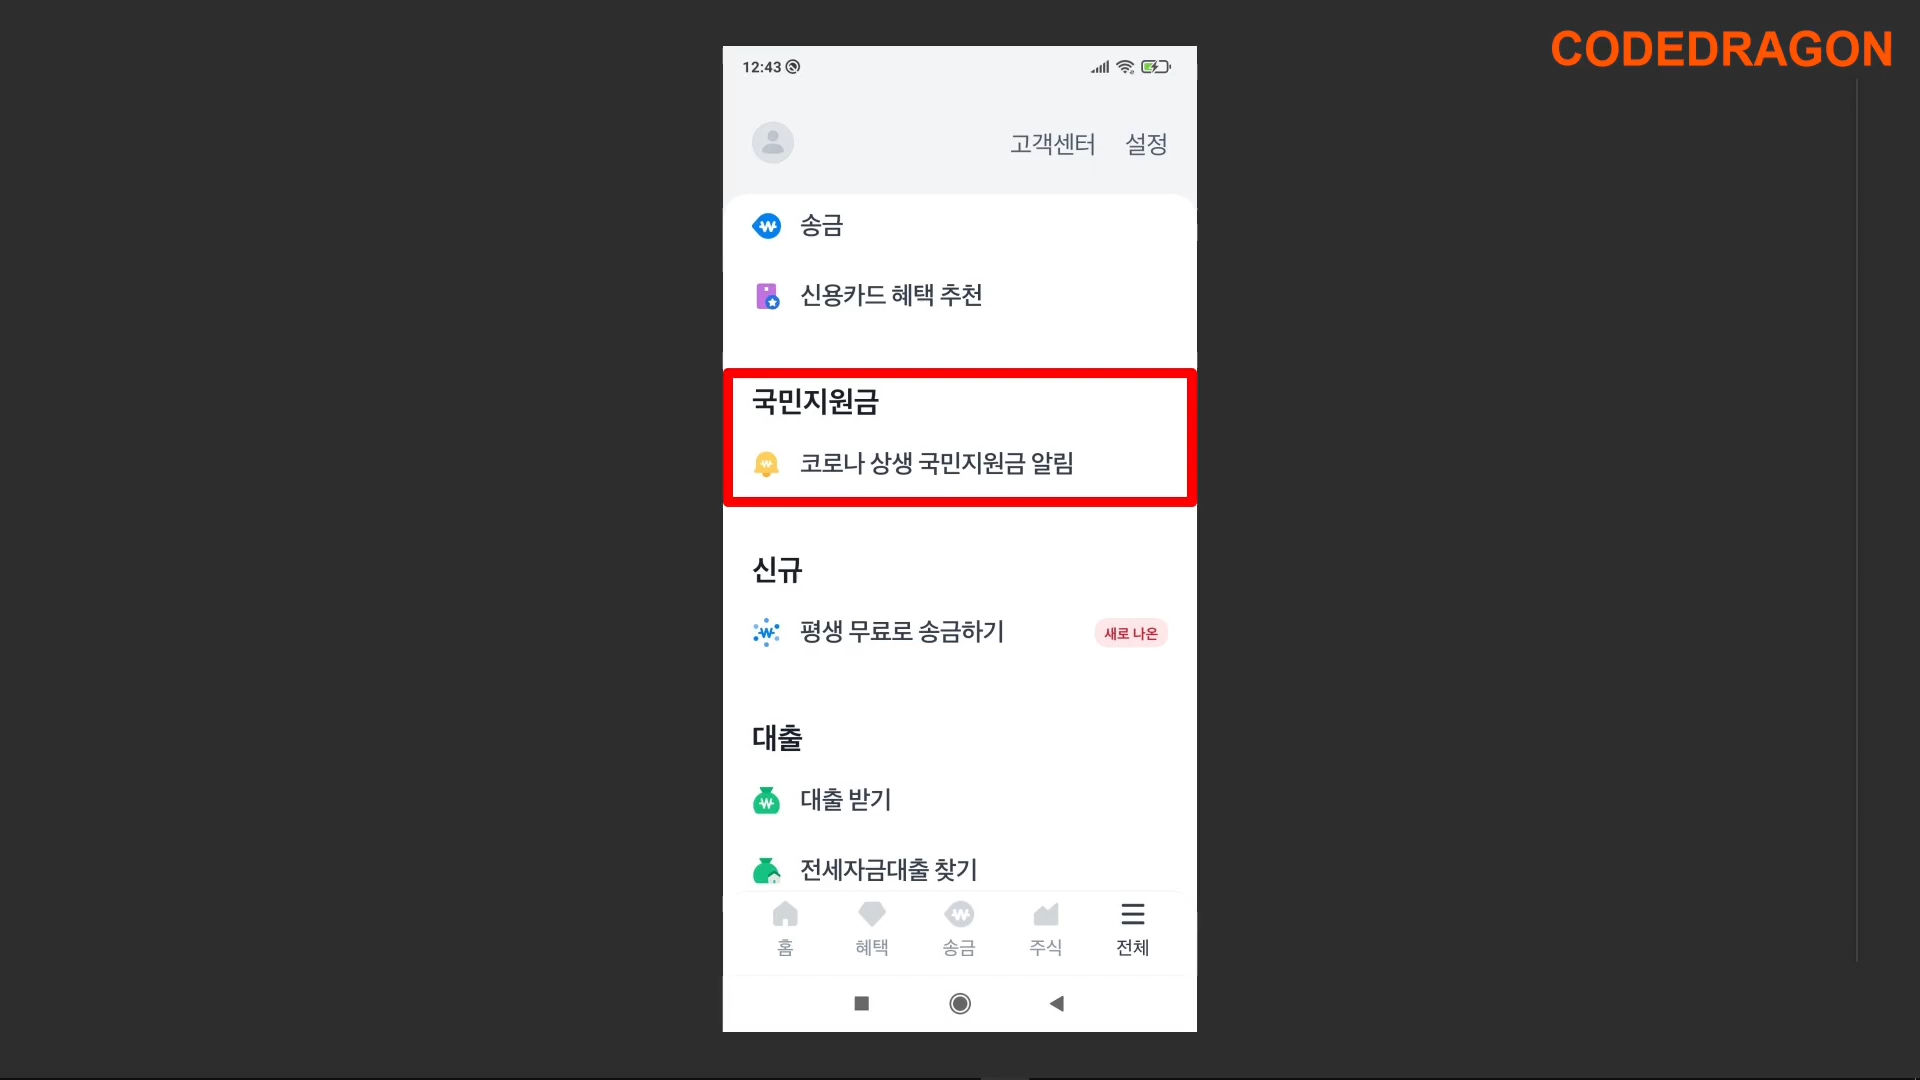 CODEDRAGON
12:43
고객센터 설정
송금
신용카드 혜택 추천
국민지원금
코로나 상생 국민지원금 알림
신규
평생 무료로 송금하기 새로 나온
대출
대출 받기
전세자금대출 찾기
홈 혜택 송금 주식 전체